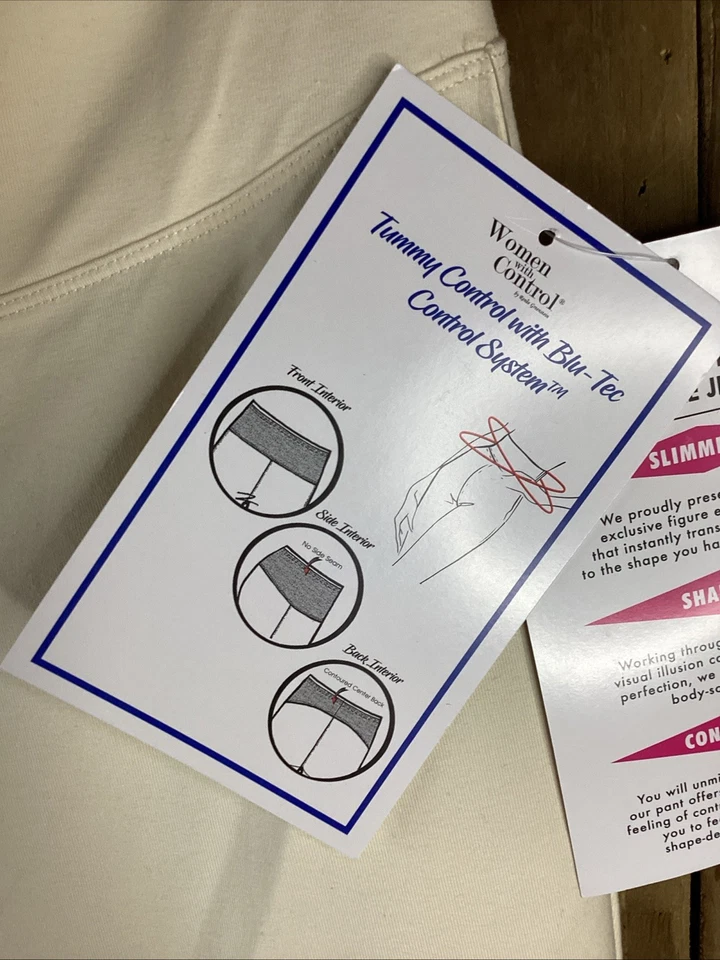 Women
with
Control®
Tummy Control with Blu-Tec
Control System™
Front Interior
Side Interior
No Side Seam
Back Interior
Contoured Center Back
E J
SLIMM
We proudly prese
exclusive figure e
that instantly trans
to the shape you ha
SHA
Working throug
visual illusion co
perfection, we
body-s
CON
You will unmi
our pant offer
feeling of cont
you to fe
shape-de